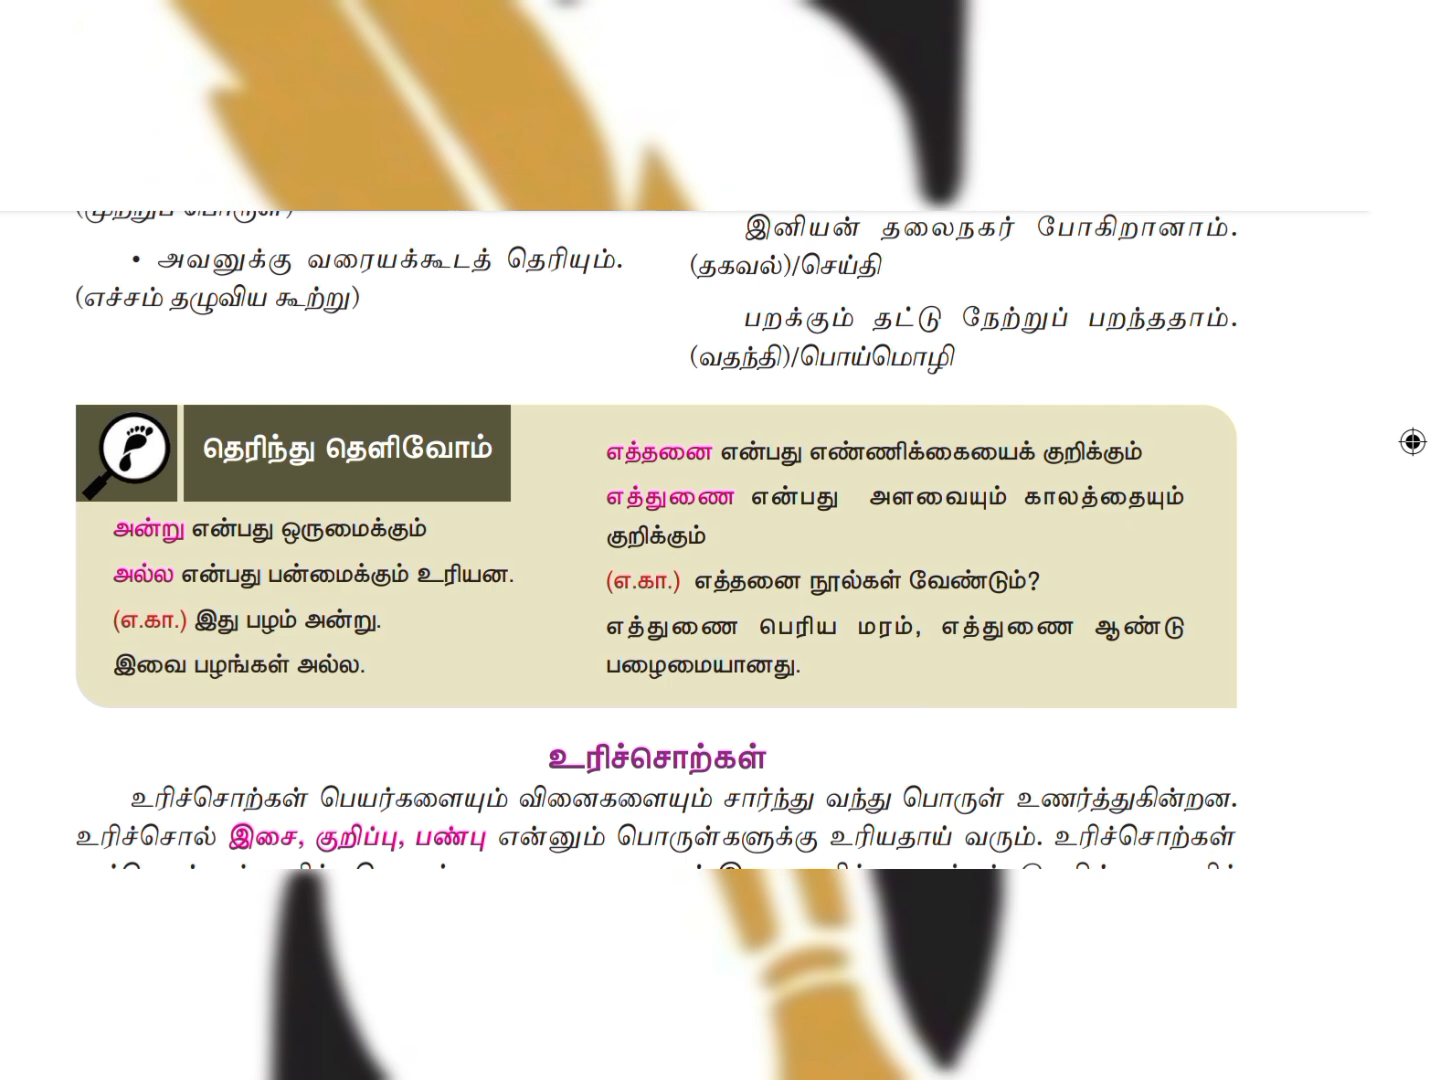 • அவனுக்கு வரையக்கூடத் தெரியும்.
(எச்சம் தழுவிய கூற்று)
இனியன் தலைநகர் போகிறானாம்.
(தகவல்)/செய்தி
பறக்கும் தட்டு நேற்றுப் பறந்ததாம்.
(வதந்தி)/பொய்மொழி
தெரிந்து தெளிவோம்
அன்று என்பது ஒருமைக்கும்
அல்ல என்பது பன்மைக்கும் உரியன.
(எ.கா.) இது பழம் அன்று.
இவை பழங்கள் அல்ல.
எத்தனை என்பது எண்ணிக்கையைக் குறிக்கும்
எத்துணை என்பது அளவையும் காலத்தையும்
குறிக்கும்
(எ.கா.) எத்தனை நூல்கள் வேண்டும்?
எத்துணை பெரிய மரம், எத்துணை ஆண்டு
பழைமையானது.
உரிச்சொற்கள்
உரிச்சொற்கள் பெயர்களையும் வினைகளையும் சார்ந்து வந்து பொருள் உணர்த்துகின்றன.
உரிச்சொல் இசை, குறிப்பு, பண்பு என்னும் பொருள்களுக்கு உரியதாய் வரும். உரிச்சொற்கள்